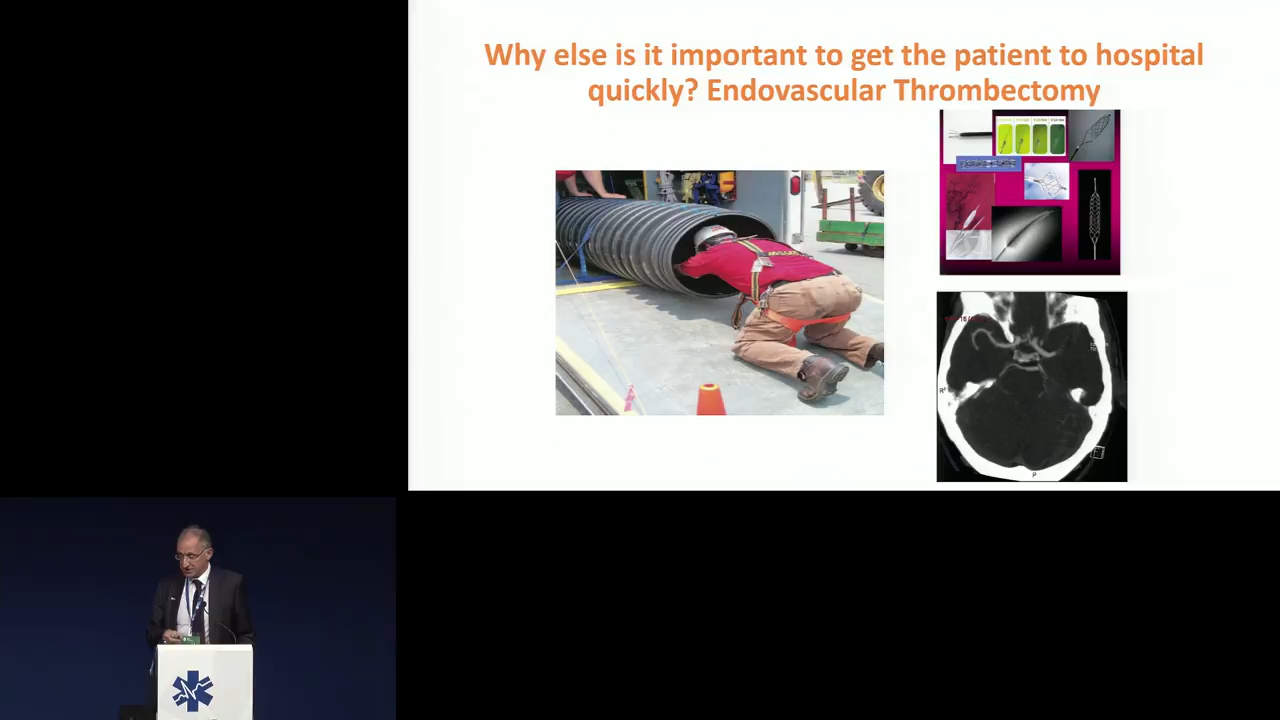 Why else is it important to get the patient to hospital
quickly? Endovascular Thrombectomy
P